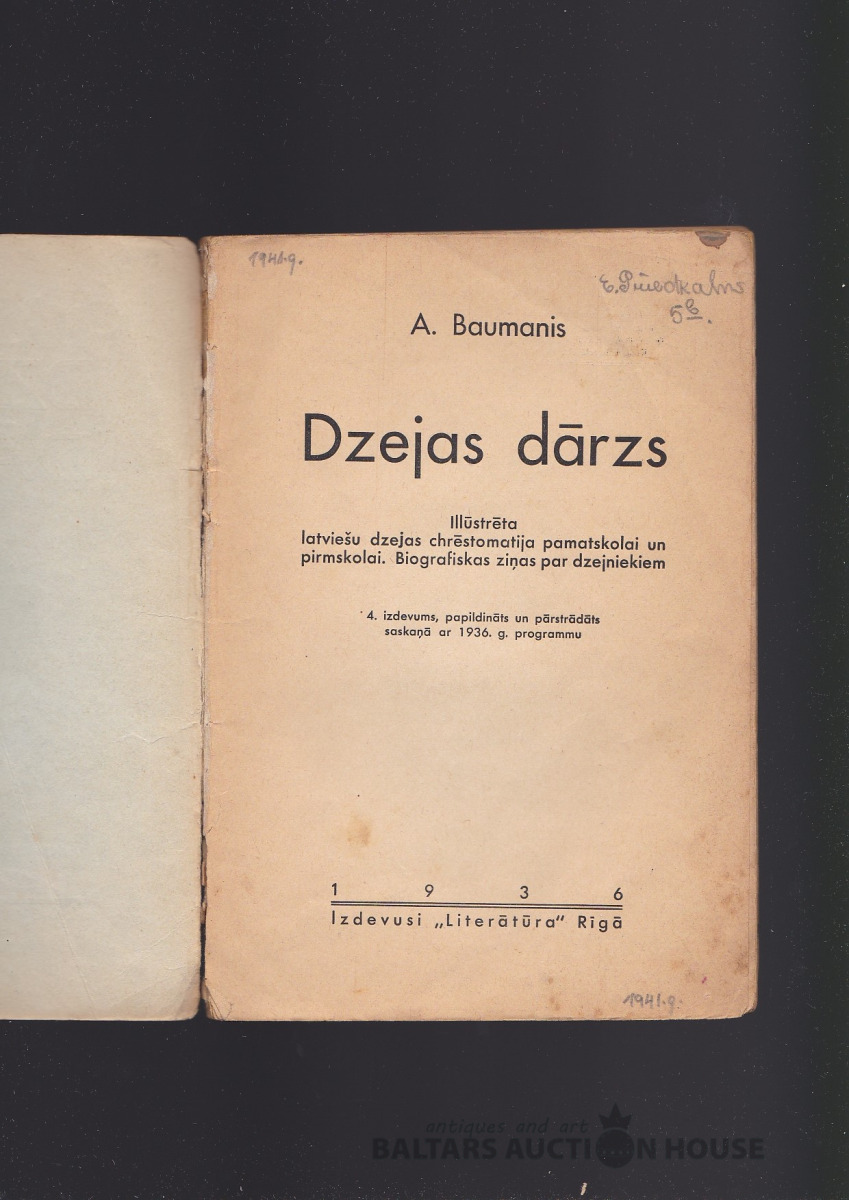 1941.g.
E. Priedkalns
5b.
A. Baumanis
Dzejas dārzs
Illūstrēta
latviešu dzejas chrēstomatija pamatskolai un
pirmskolai. Biografiskas ziņas par dzejniekiem
4. izdevums, papildināts un pārstrādāts
saskaņā ar 1936. g. programmu
1 9 3 6
Izdevusi „Literātūra" Rīgā
1941.g.
antiques and art
BALTARS AUCTION HOUSE